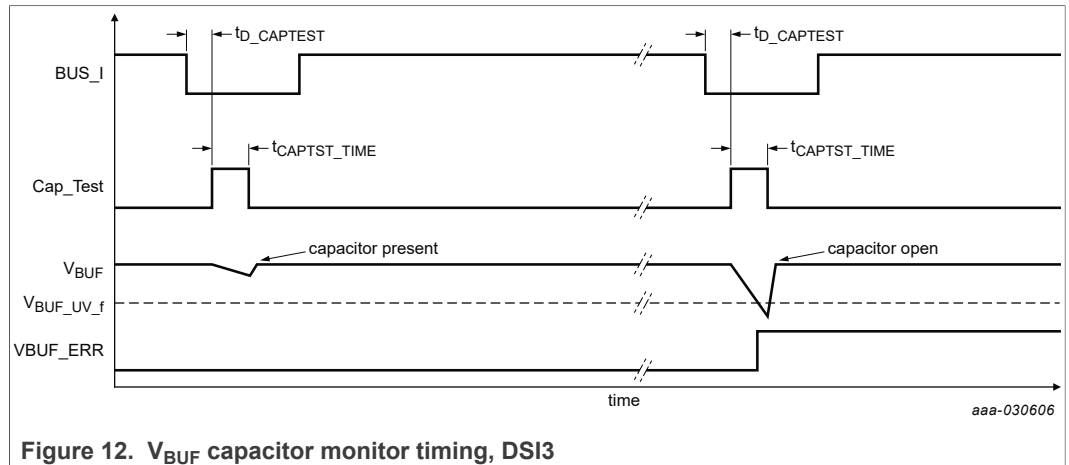 tD_CAPTEST
tD_CAPTEST
BUS_I
tCAPTST_TIME
tCAPTST_TIME
Cap_Test
capacitor present
capacitor open
VBUF
VBUF_UV_f
VBUF_ERR
time
aaa-030606
Figure 12. VBUF capacitor monitor timing, DSI3